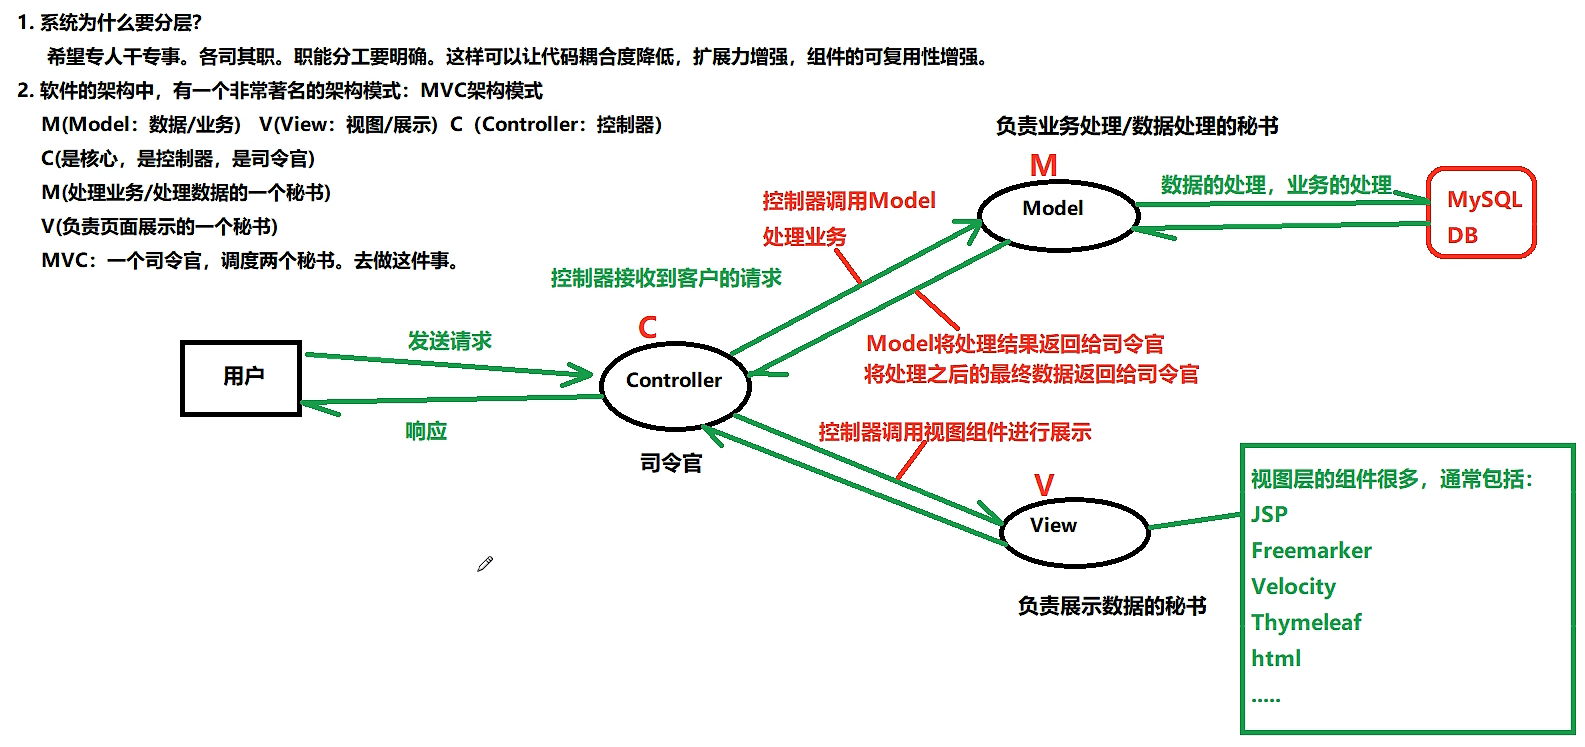 1. 系统为什么要分层？
希望专人干专事。各司其职。职能分工要明确。这样可以让代码耦合度降低，扩展力增强，组件的可复用性增强。
2. 软件的架构中，有一个非常著名的架构模式：MVC架构模式
M(Model：数据/业务) V(View：视图/展示) C（Controller：控制器）
C(是核心，是控制器，是司令官)
M(处理业务/处理数据的一个秘书)
V(负责页面展示的一个秘书)
MVC：一个司令官，调度两个秘书。去做这件事。
负责业务处理/数据处理的秘书
M
Model
数据的处理，业务的处理
MySQL
DB
控制器调用Model
处理业务
控制器接收到客户的请求
C
Controller
司令官
发送请求
用户
响应
Model将处理结果返回给司令官
将处理之后的最终数据返回给司令官
控制器调用视图组件进行展示
V
View
负责展示数据的秘书
视图层的组件很多，通常包括：
JSP
Freemarker
Velocity
Thymeleaf
html
.....